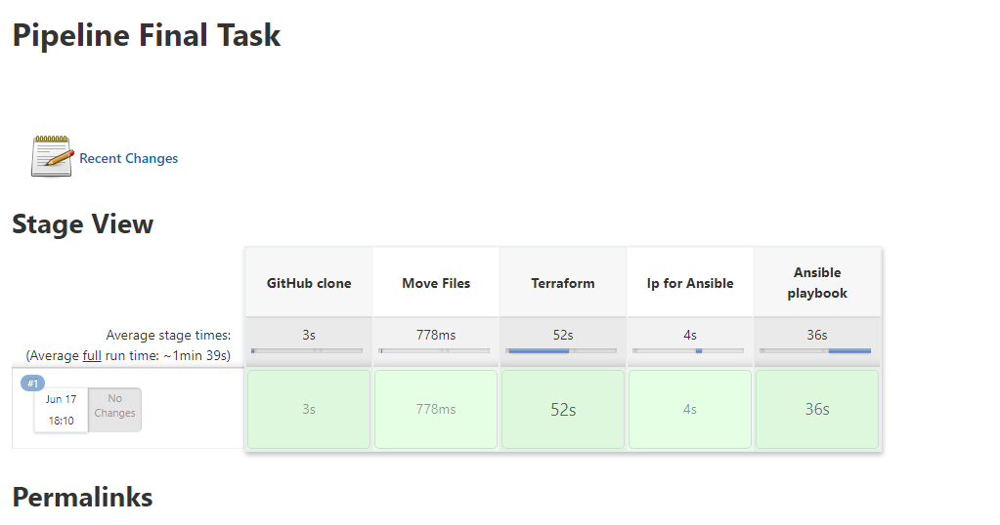 Pipeline Final Task
Recent Changes
Stage View
GitHub clone
Move Files
Terraform
Ip for Ansible
Ansible
playbook
Average stage times:
(Average full run time: ~1min 39s)
3s
778ms
52s
4s
36s
#1
Jun 17
18:10
No
Changes
3s
778ms
52s
4s
36s
Permalinks